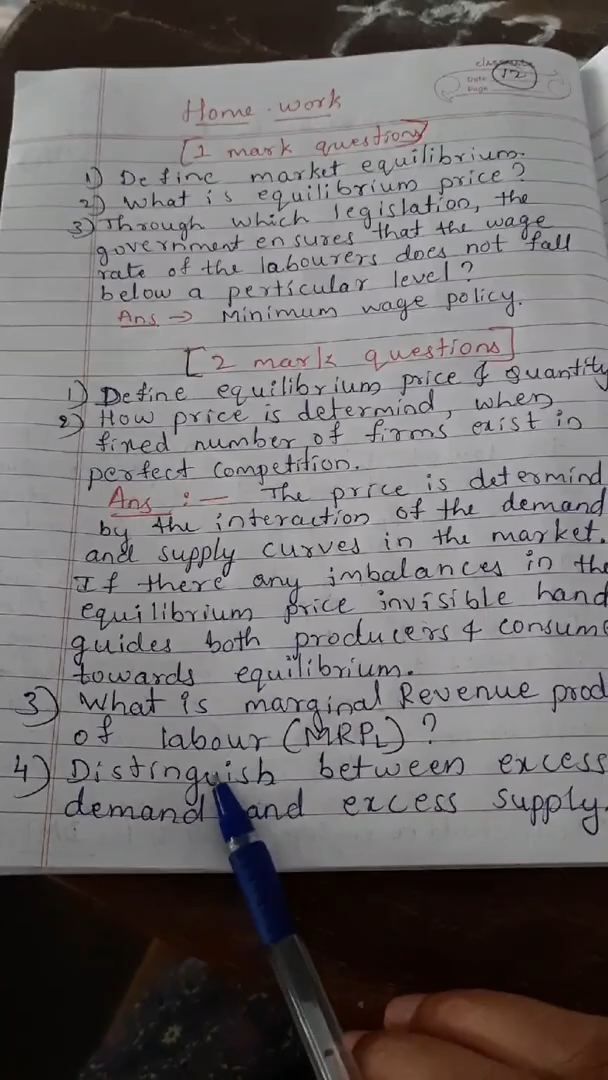 classmate
Date
Page
12
Home work
[1 mark questions]
1) Define market equilibrium.
2) What is equilibrium price?
3) Through which legislation, the
government ensures that the wage
rate of the labourers does not fall
below a perticular level?
Ans → Minimum wage policy.
[2 mark questions]
1) Define equilibrium price & Quantity
2) How price is determind, when
fixed number of firms exist in
perfect competition.
Ans :— The price is determind
by the interaction of the demand
and supply curves in the market.
If there any imbalances in the
equilibrium price invisible hand
guides both producers & consume
towards equilibrium.
3) What is marginal Revenue prod
of labour (MRPL)?
4) Distinguish between excess
demand and excess supply.